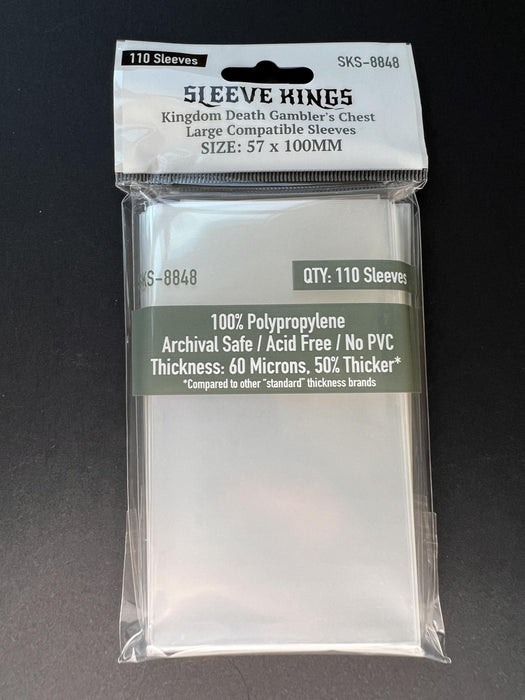 110 Sleeves
SKS-8848
SLEEVE KINGS
Kingdom Death Gambler's Chest
Large Compatible Sleeves
SIZE: 57 x 100MM
SKS-8848
QTY: 110 Sleeves
100% Polypropylene
Archival Safe / Acid Free / No PVC
Thickness: 60 Microns, 50% Thicker*
*Compared to other "standard" thickness brands